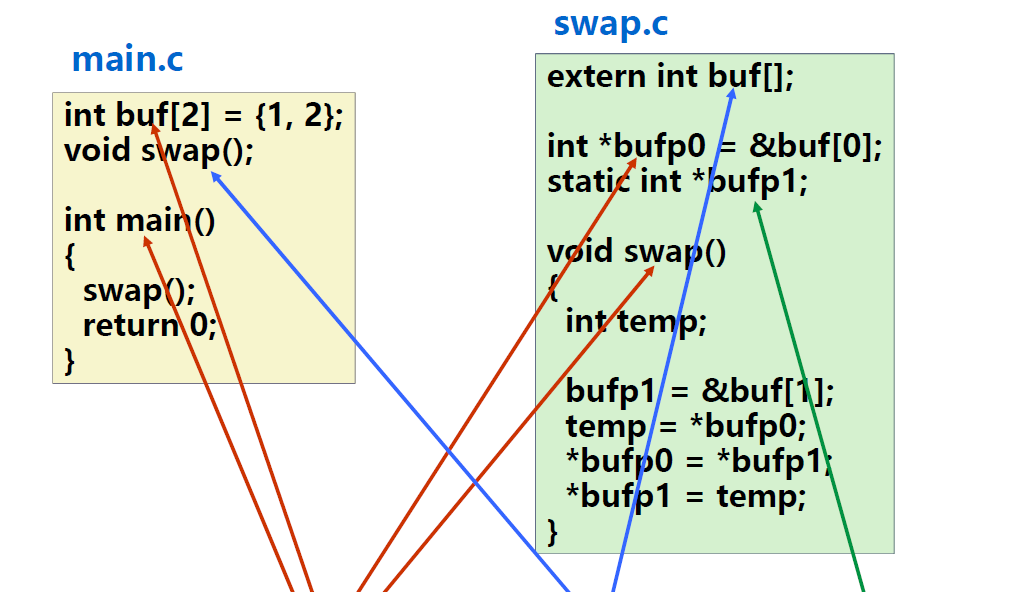 main.c
int buf[2] = {1, 2};
void swap();
int main()
{
swap();
return 0;
}
swap.c
extern int buf[];
int *bufp0 = &buf[0];
static int *bufp1;
void swap()
{
int temp;
bufp1 = &buf[1];
temp = *bufp0;
*bufp0 = *bufp1;
*bufp1 = temp;
}